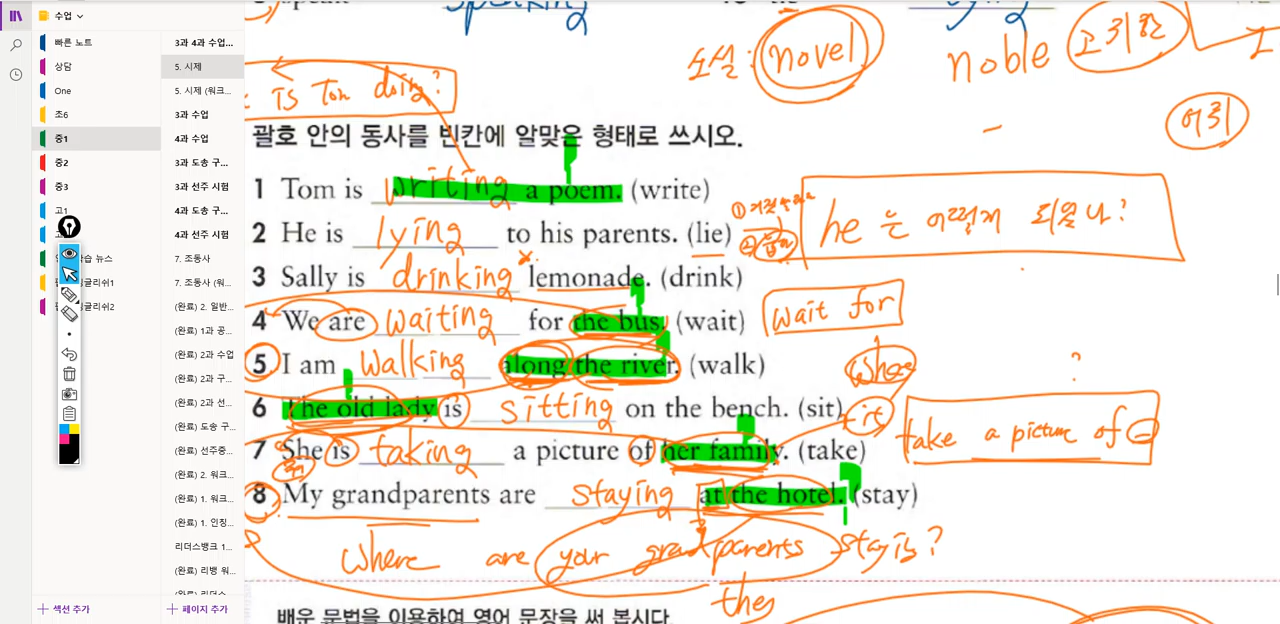 수업
빠른 노트
상담
One
초6
중1
중2
중3
고1
3과 4과 수업...
5. 시제
5. 시제 (워크...
3과 수업
4과 수업
3과 도송 구...
3과 선주 시험
4과 도송 구...
4과 선주 시험
7. 조동사
7. 조동사 (워...
(완료) 2. 일반...
(완료) 1과 공...
(완료) 2과 수업
(완료) 2과 구...
(완료) 2과 선...
(완료) 도송 구...
(완료) 선주중...
(완료) 2. 워크...
(완료) 1. 워크...
(완료) 1. 인칭...
리더스뱅크 1...
(완료) 리뱅 워...
섹션 추가
페이지 추가
speaking
소설: novel
noble 고귀한
어휘
is Tom doing?
괄호 안의 동사를 빈칸에 알맞은 형태로 쓰시오.
1 Tom is writing a poem. (write)
2 He is lying to his parents. (lie)
he 는 어떻게 되었나?
3 Sally is drinking lemonade. (drink)
4 We are waiting for the bus. (wait)
wait for
5 I am walking along the river. (walk)
where
6 The old lady is sitting on the bench. (sit)
it
7 She is taking a picture of her family. (take)
take a picture of
8 My grandparents are staying at the hotel. (stay)
where are your grandparents staying?
they
배운 문법을 이용하여 영어 문장을 써 봅시다.